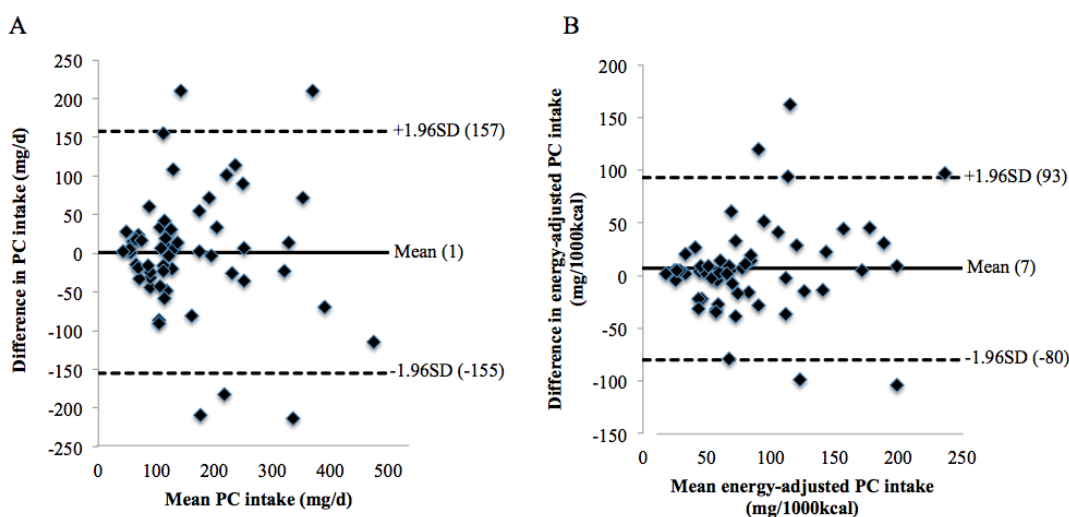 A
Difference in PC intake (mg/d)
250
200
150
100
50
0
-50
-100
-150
-200
-250
+1.96SD (157)
Mean (1)
-1.96SD (-155)
0 100 200 300 400 500
Mean PC intake (mg/d)
B
Difference in energy-adjusted PC intake
(mg/1000kcal)
200
150
100
50
0
-50
-100
-150
+1.96SD (93)
Mean (7)
-1.96SD (-80)
0 50 100 150 200 250
Mean energy-adjusted PC intake
(mg/1000kcal)